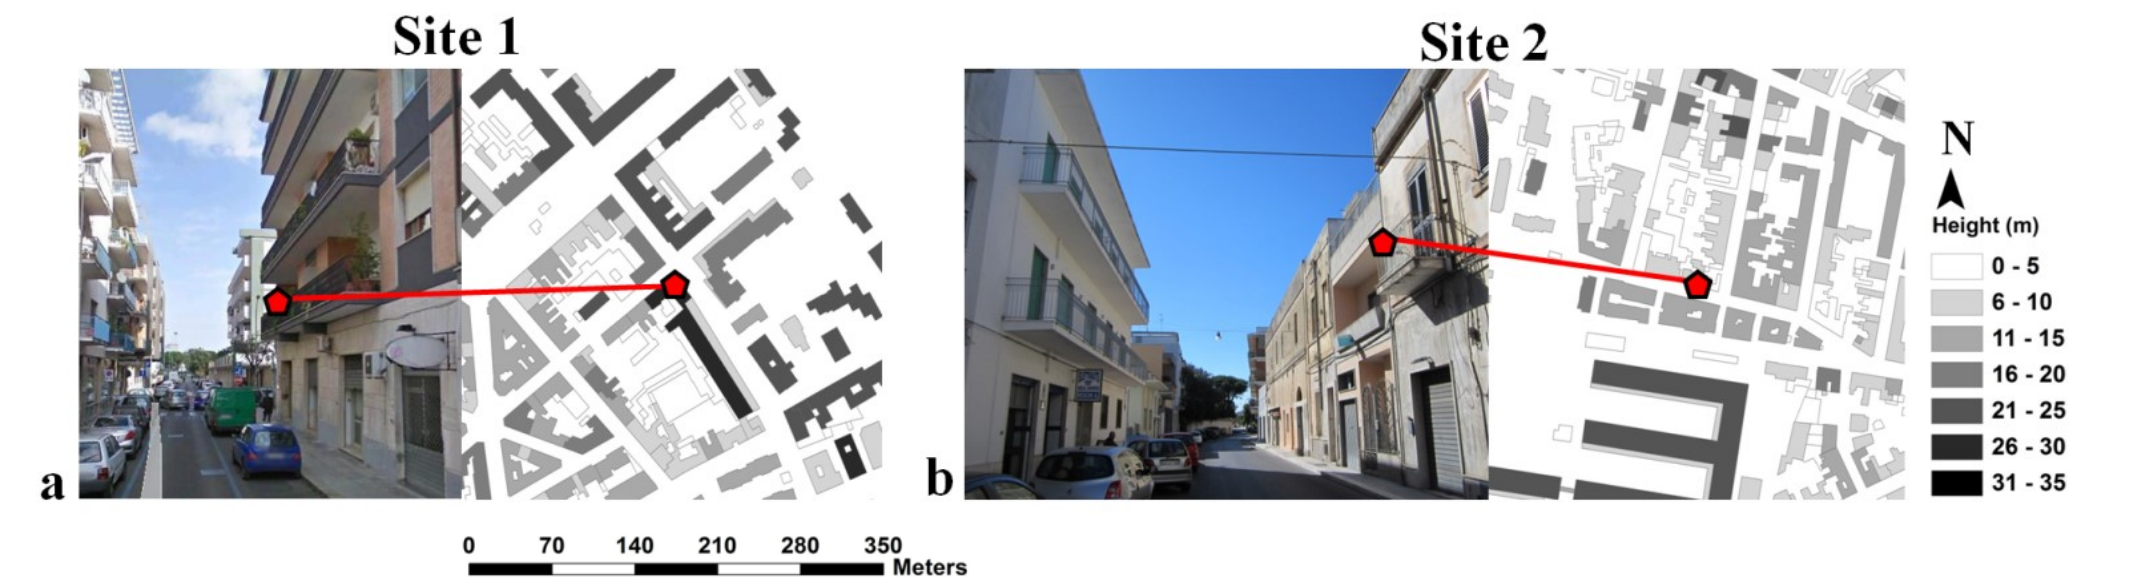 Site 1
Site 2
N
Height (m)
0 - 5
6 - 10
11 - 15
16 - 20
21 - 25
26 - 30
31 - 35
a
b
0 70 140 210 280 350
Meters